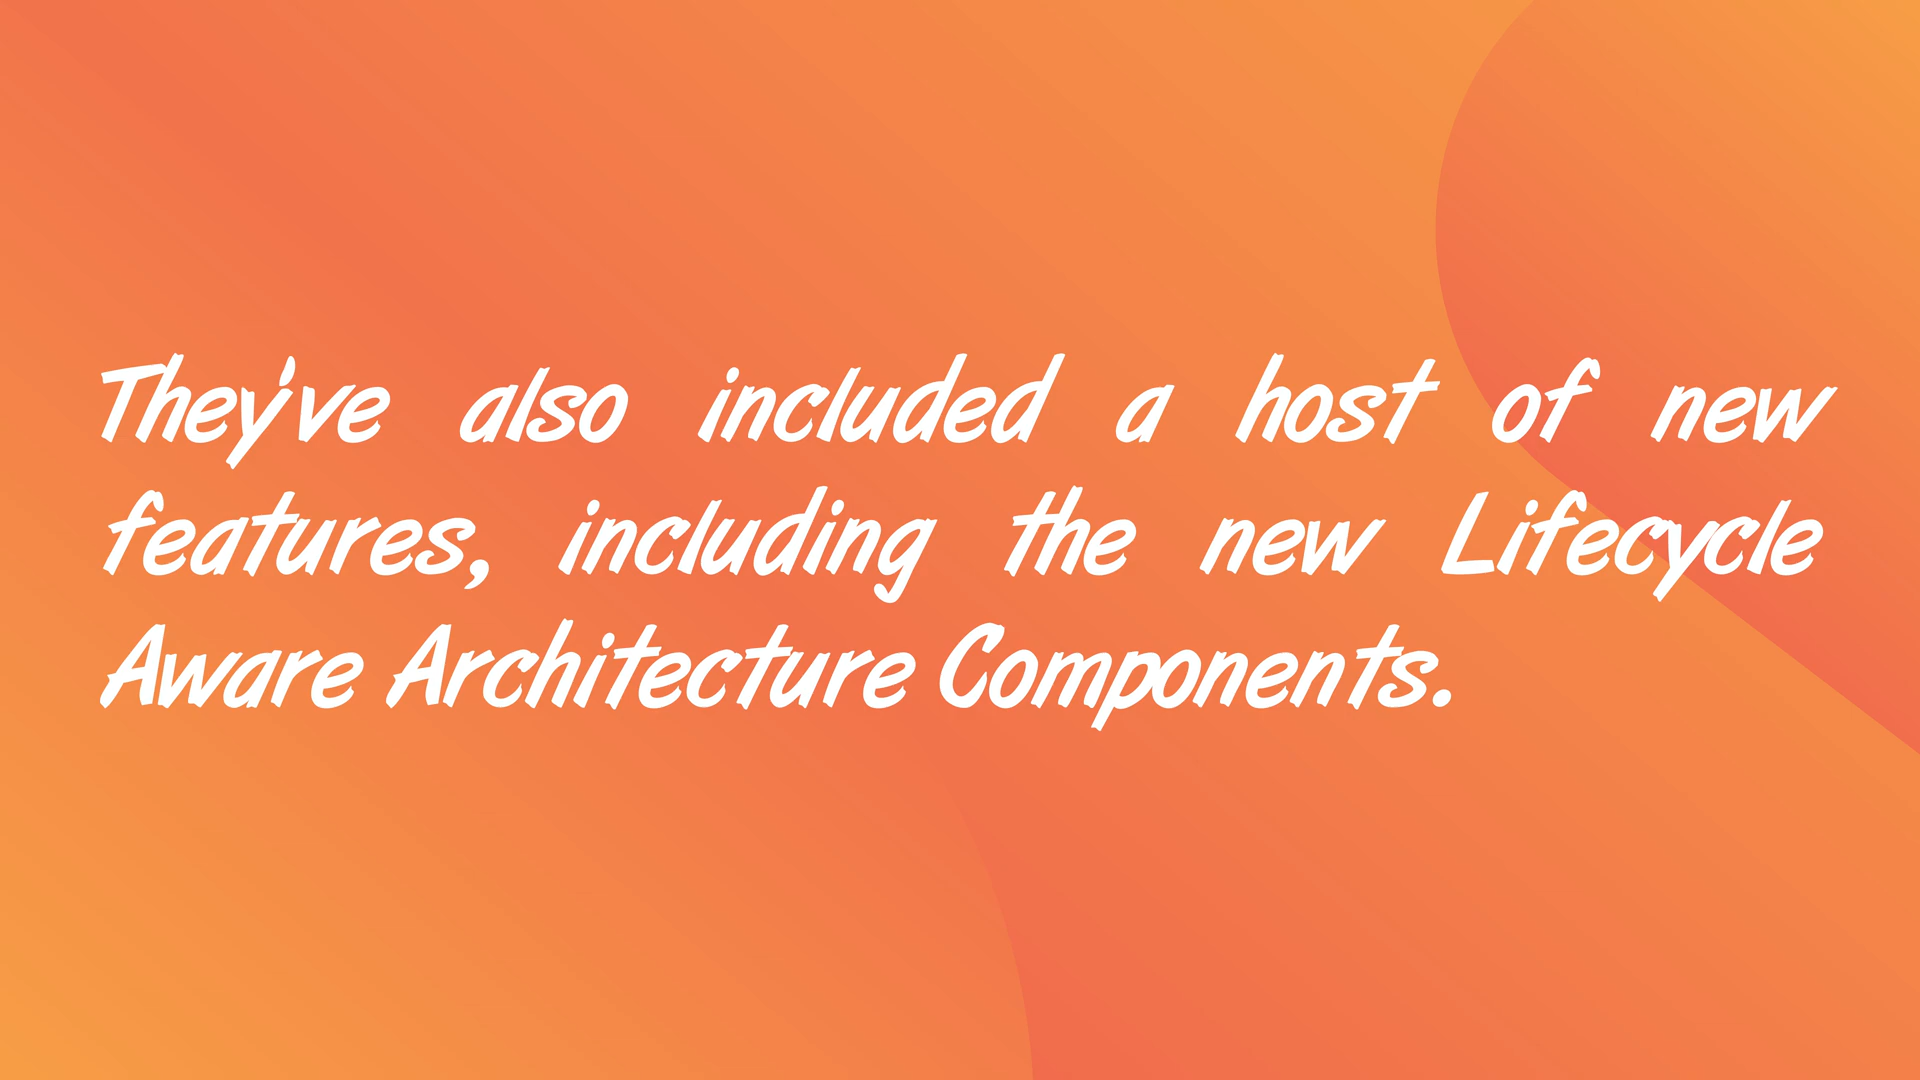 They've also included a host of new
features, including the new Lifecycle
Aware Architecture Components.